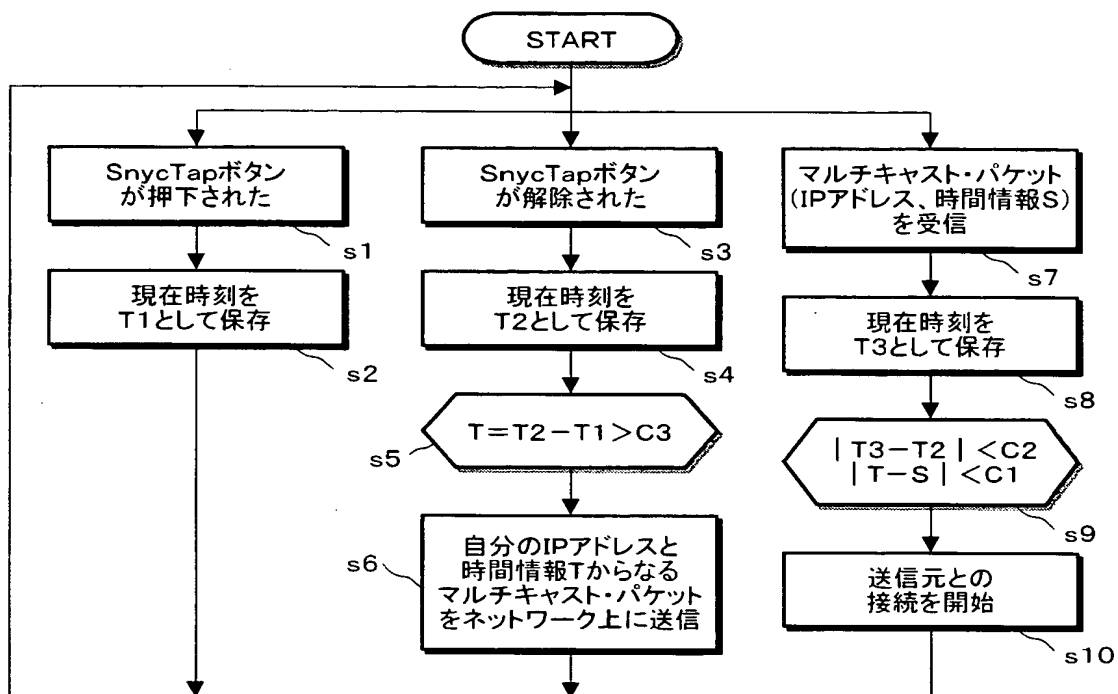 START
SnycTapボタン
が押下された
s1
現在時刻を
T1として保存
s2
SnycTapボタン
が解除された
s3
現在時刻を
T2として保存
s4
T=T2-T1>C3
s5
自分のIPアドレスと
時間情報Tからなる
マルチキャスト・パケット
をネットワーク上に送信
s6
マルチキャスト・パケット
(IPアドレス、時間情報S)
を受信
s7
現在時刻を
T3として保存
s8
|T3-T2|<C2
|T-S|<C1
s9
送信元との
接続を開始
s10